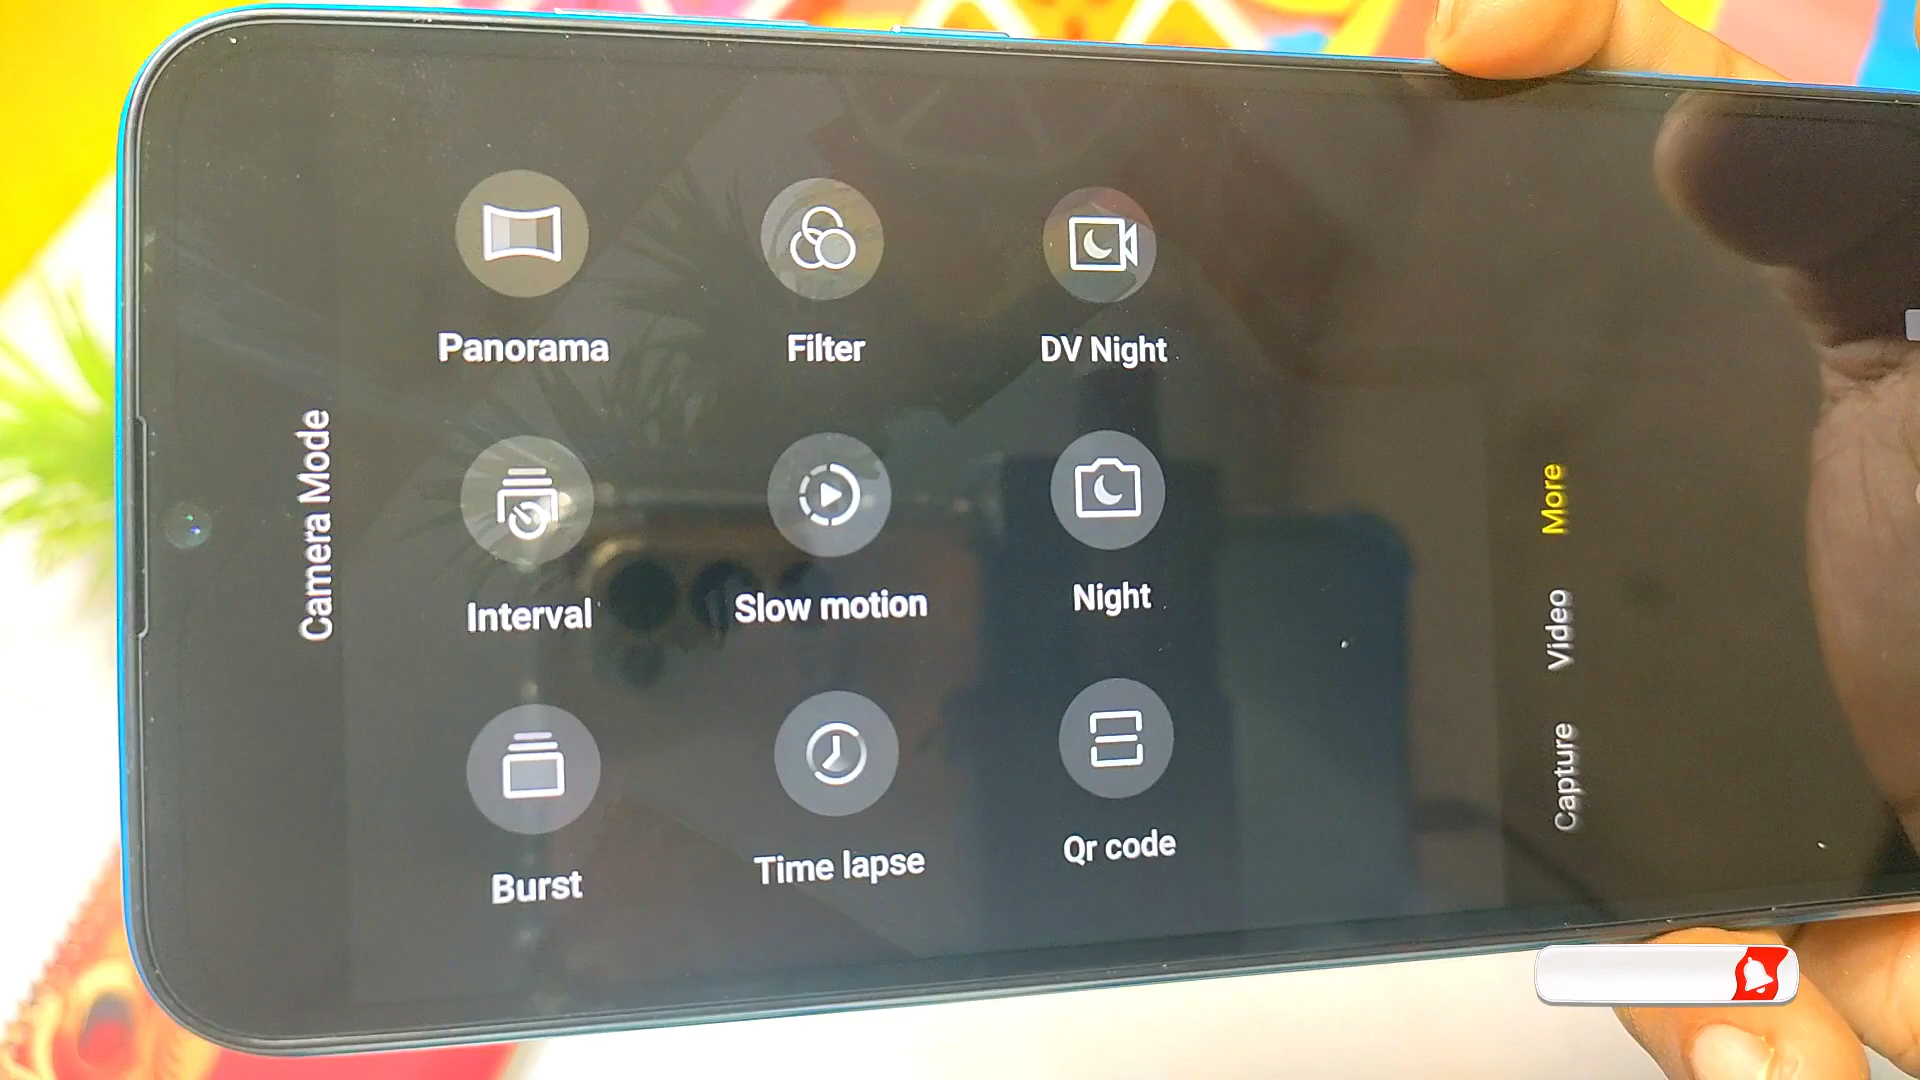 Camera Mode
Panorama
Filter
DV Night
Interval
Slow motion
Night
Burst
Time lapse
Qr code
Capture
Video
More